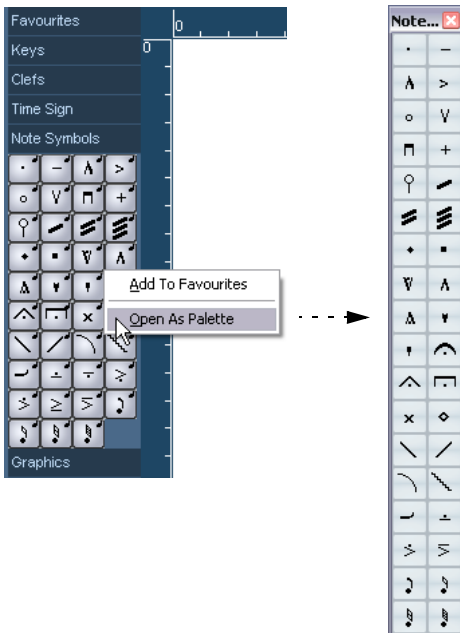 Favourites
0
Keys
0
Clefs
Time Sign
Note Symbols
Add To Favourites
Open As Palette
Graphics
Note...